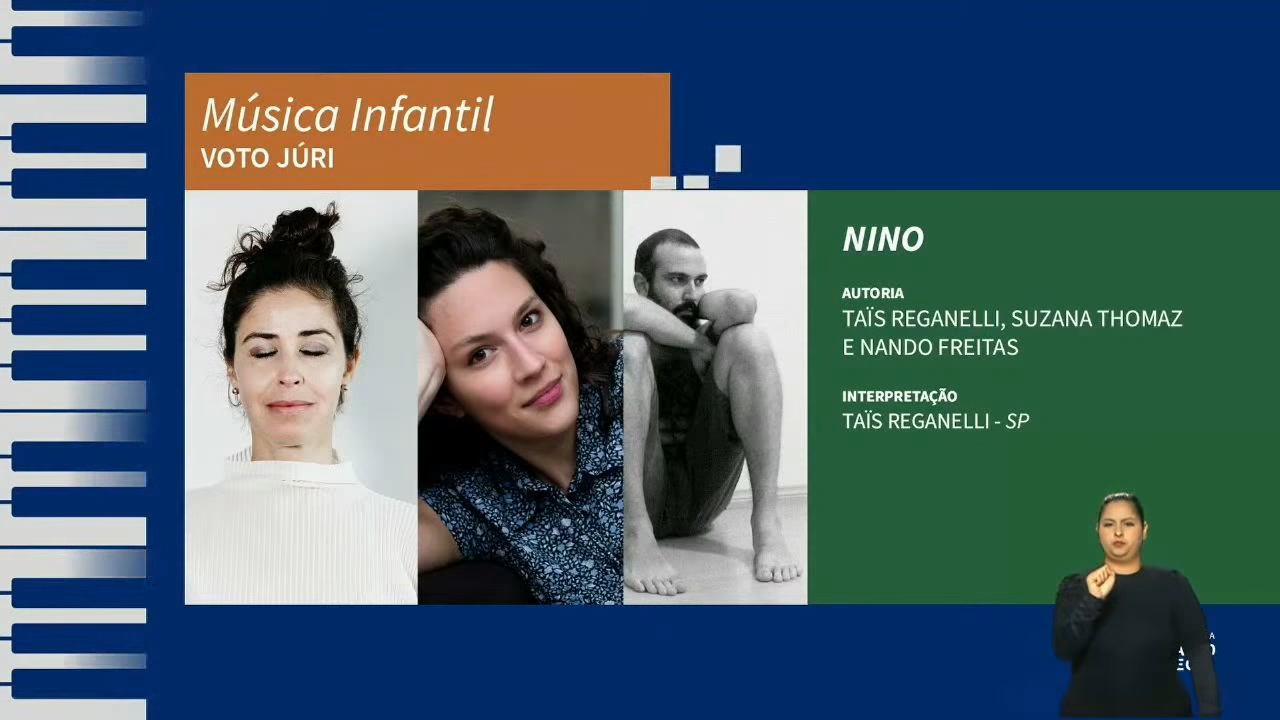 Música Infantil
VOTO JÚRI
NINO
AUTORIA
TAÏS REGANELLI, SUZANA THOMAZ
E NANDO FREITAS
INTERPRETAÇÃO
TAÏS REGANELLI - SP